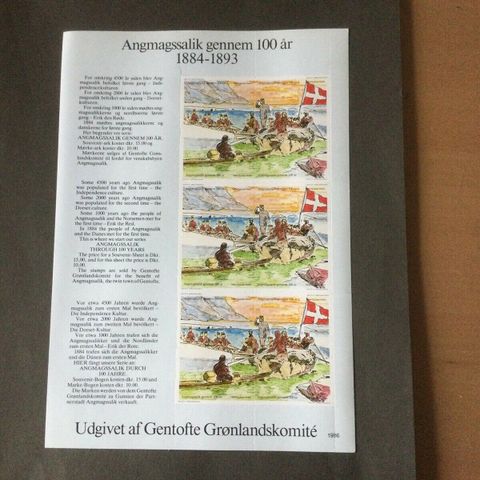 Angmagssalik gennem 100 år
1884-1893
For omkring 4500 år siden blev Ang-
magssalik befolket første gang – Inde-
pendencekulturen.
For omkring 2000 år siden blev Ang-
magssalik befolket anden gang – Dorset-
kulturen.
For omkring 1000 år siden mødtes ang-
magssalikkerne og nordboerne første
gang – Erik den Røde.
1884 mødtes angmagssalikkerne og
danskerne for første gang.
Her begynder vor serie:
ANGMAGSSALIK GENNEM 100 ÅR.
Souvenir-ark koster dkr. 15.00 og
Mærke-ark koster dkr. 10.00.
Mærkerne sælges af Gentofte Grøn-
landskomité til fordel for venskabsbyen
Angmagssalik.
Some 4500 years ago Angmagssalik
was populated for the first time – the
Independence culture.
Some 2000 years ago Angmagssalik
was populated for the second time –
the Dorset culture.
Some 1000 years ago the people of
Angmagssalik and the Norsemen met for
the first time – Erik the Red.
In 1884 the people of Angmagssalik
and the Danes met for the first time.
This is where we start our series
ANGMAGSSALIK
THROUGH 100 YEARS
The price for a Souvenir-Sheet is Dkr.
15.00, and for this sheet the price is Dkr.
10.00.
The stamps are sold by Gentofte
Grønlandskomité for the benefit of
Angmagssalik, the twin town of Gentofte.
Vor etwa 4500 Jahren wurde Ang-
magssalik zum ersten Mal bevölkert –
Die Independence Kultur.
Vor etwa 2000 Jahren wurde Ang-
magssalik zum zweiten Mal bevölkert –
Die Dorset-Kultur.
Vor etwa 1000 Jahren trafen sich die
Angmagssalikker und die Nordländer
zum ersten Mal – Erik der Rote.
1884 trafen sich die Angmagssalikker
und die Dänen zum ersten Mal.
HIER fängt unsere Serie an:
ANGMAGSSALIK DURCH
100 JAHRE
Souvenir-Bogen kosten dkr. 15.00 und
Marke-Bogen kosten dkr. 10.00.
Die Marken werden von dem Gentofte
Grønlandskomité zu Gunsten der Part-
nerstadt Angmagssalik verkauft.
Udgivet af Gentofte Grønlandskomité
1986